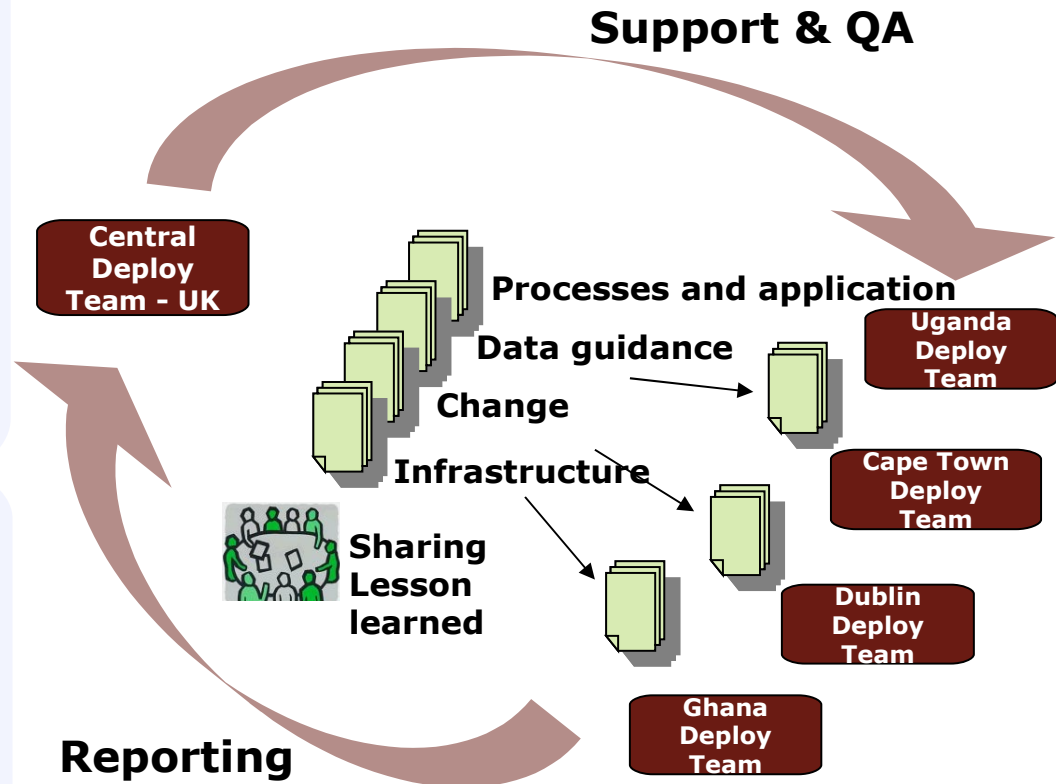 Support & QA
Central
Deploy
Team - UK
Processes and application
Data guidance
Change
Infrastructure
Sharing
Lesson
learned
Uganda
Deploy
Team
Cape Town
Deploy
Team
Dublin
Deploy
Team
Ghana
Deploy
Team
Reporting